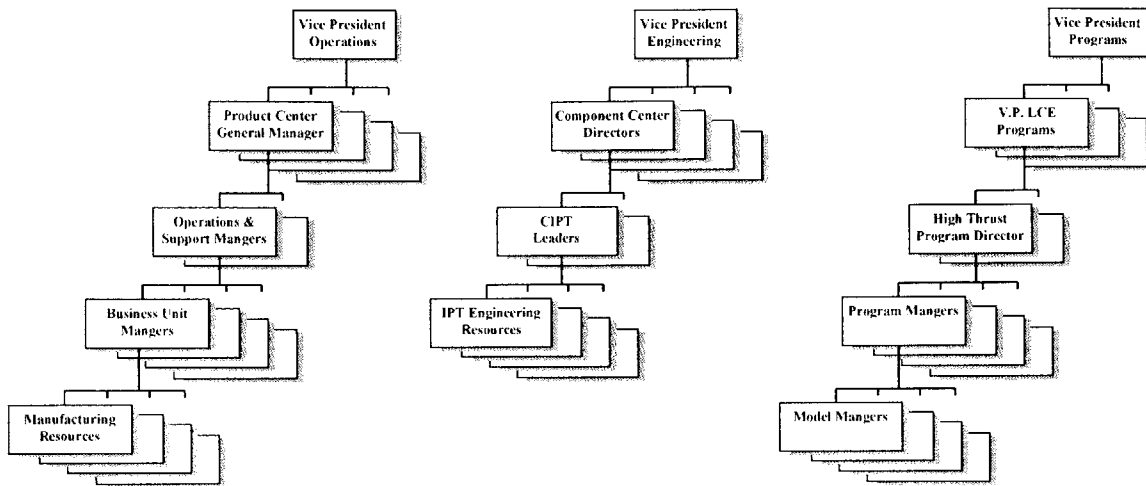 Vice President
Operations
Vice President
Engineering
Vice President
Programs
Product Center
General Manager
Component Center
Directors
V.P. LCE
Programs
Operations &
Support Mangers
CIPT
Leaders
High Thrust
Program Director
Business Unit
Mangers
IPT Engineering
Resources
Program Mangers
Manufacturing
Resources
Model Mangers